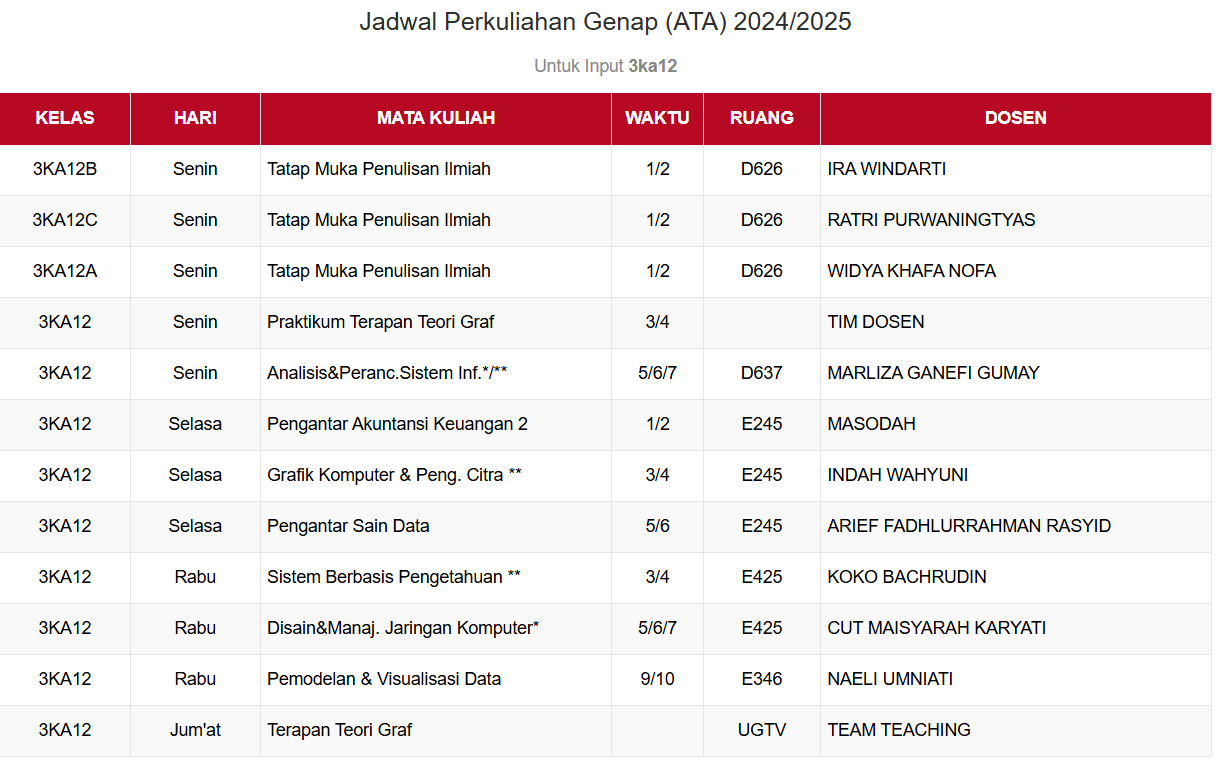 Jadwal Perkuliahan Genap (ATA) 2024/2025
Untuk Input 3ka12
KELAS HARI MATA KULIAH WAKTU RUANG DOSEN
3KA12B Senin Tatap Muka Penulisan Ilmiah 1/2 D626 IRA WINDARTI
3KA12C Senin Tatap Muka Penulisan Ilmiah 1/2 D626 RATRI PURWANINGTYAS
3KA12A Senin Tatap Muka Penulisan Ilmiah 1/2 D626 WIDYA KHAFA NOFA
3KA12 Senin Praktikum Terapan Teori Graf 3/4 TIM DOSEN
3KA12 Senin Analisis&Peranc.Sistem Inf.*/** 5/6/7 D637 MARLIZA GANEFI GUMAY
3KA12 Selasa Pengantar Akuntansi Keuangan 2 1/2 E245 MASODAH
3KA12 Selasa Grafik Komputer & Peng. Citra ** 3/4 E245 INDAH WAHYUNI
3KA12 Selasa Pengantar Sain Data 5/6 E245 ARIEF FADHLURRAHMAN RASYID
3KA12 Rabu Sistem Berbasis Pengetahuan ** 3/4 E425 KOKO BACHRUDIN
3KA12 Rabu Disain&Manaj. Jaringan Komputer* 5/6/7 E425 CUT MAISYARAH KARYATI
3KA12 Rabu Pemodelan & Visualisasi Data 9/10 E346 NAELI UMNIATI
3KA12 Jum'at Terapan Teori Graf UGTV TEAM TEACHING